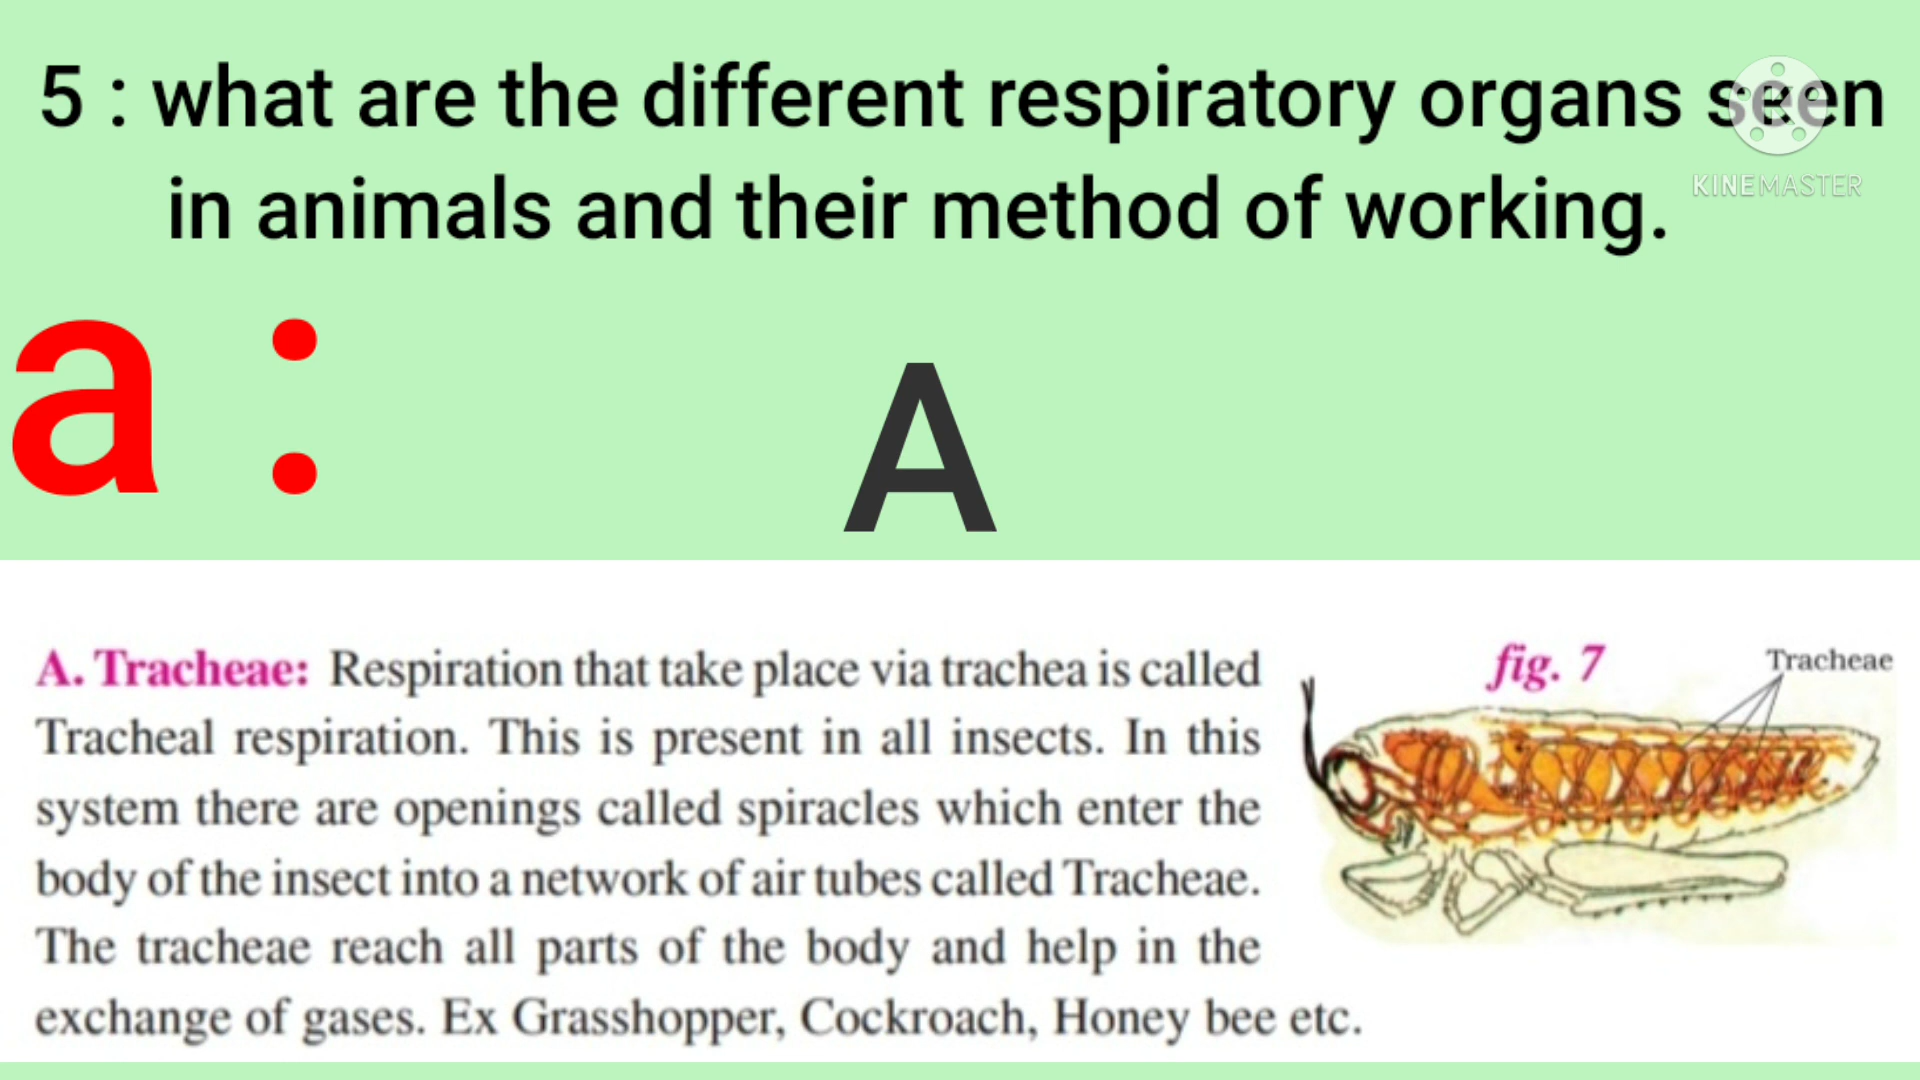 5 : what are the different respiratory organs seen
in animals and their method of working.
KINEMASTER
a :
A
A. Tracheae: Respiration that take place via trachea is called
Tracheal respiration. This is present in all insects. In this
system there are openings called spiracles which enter the
body of the insect into a network of air tubes called Tracheae.
The tracheae reach all parts of the body and help in the
exchange of gases. Ex Grasshopper, Cockroach, Honey bee etc.
fig. 7
Tracheae